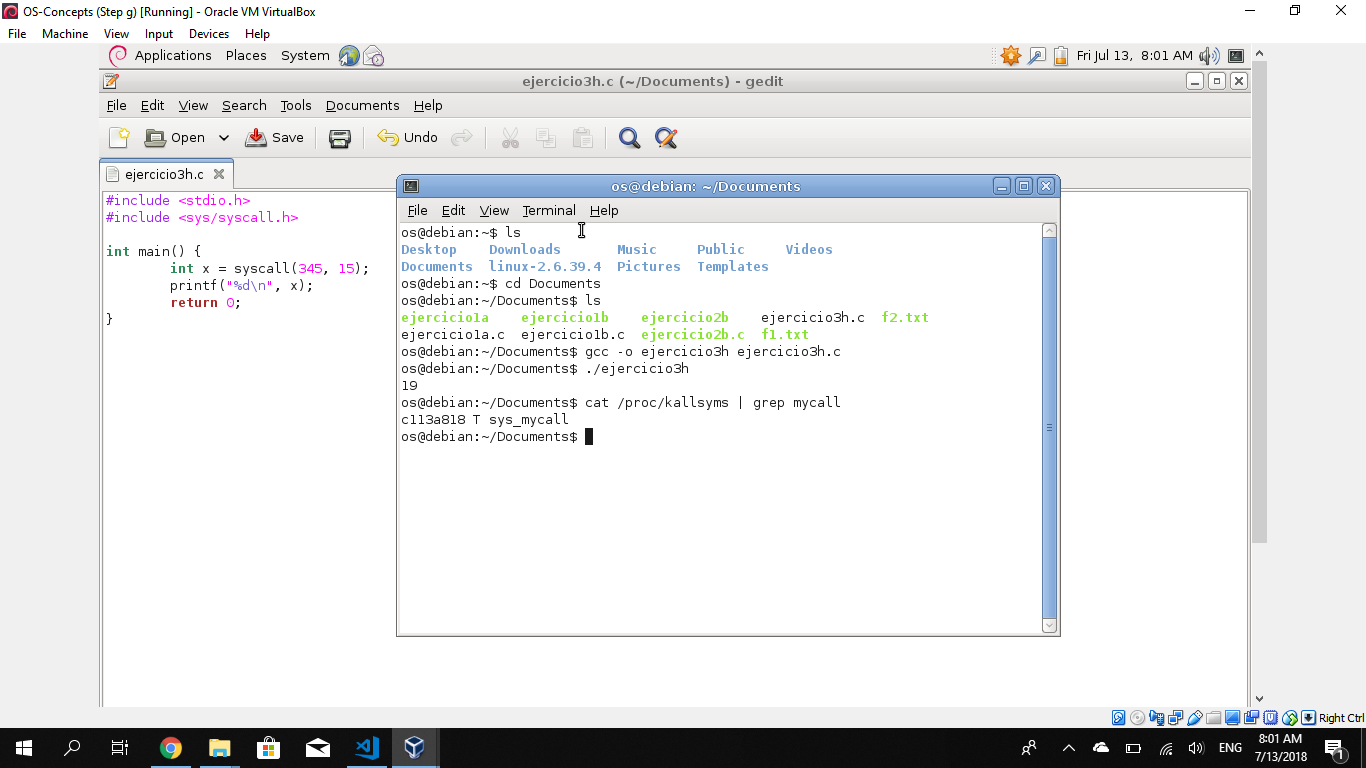 OS-Concepts (Step g) [Running] - Oracle VM VirtualBox
File Machine View Input Devices Help
Applications Places System Fri Jul 13, 8:01 AM
ejercicio3h.c (~/Documents) - gedit
File Edit View Search Tools Documents Help
Open Save Undo
ejercicio3h.c
#include <stdio.h>
#include <sys/syscall.h>
int main() {
int x = syscall(345, 15);
printf("%d\n", x);
return 0;
}
os@debian: ~/Documents
File Edit View Terminal Help
os@debian:~$ ls
Desktop Downloads Music Public Videos
Documents linux-2.6.39.4 Pictures Templates
os@debian:~$ cd Documents
os@debian:~/Documents$ ls
ejercicio1a ejercicio1b ejercicio2b ejercicio3h.c f2.txt
ejercicio1a.c ejercicio1b.c ejercicio2b.c f1.txt
os@debian:~/Documents$ gcc -o ejercicio3h ejercicio3h.c
os@debian:~/Documents$ ./ejercicio3h
19
os@debian:~/Documents$ cat /proc/kallsyms | grep mycall
c113a818 T sys_mycall
os@debian:~/Documents$
Right Ctrl
ENG 8:01 AM
7/13/2018
1